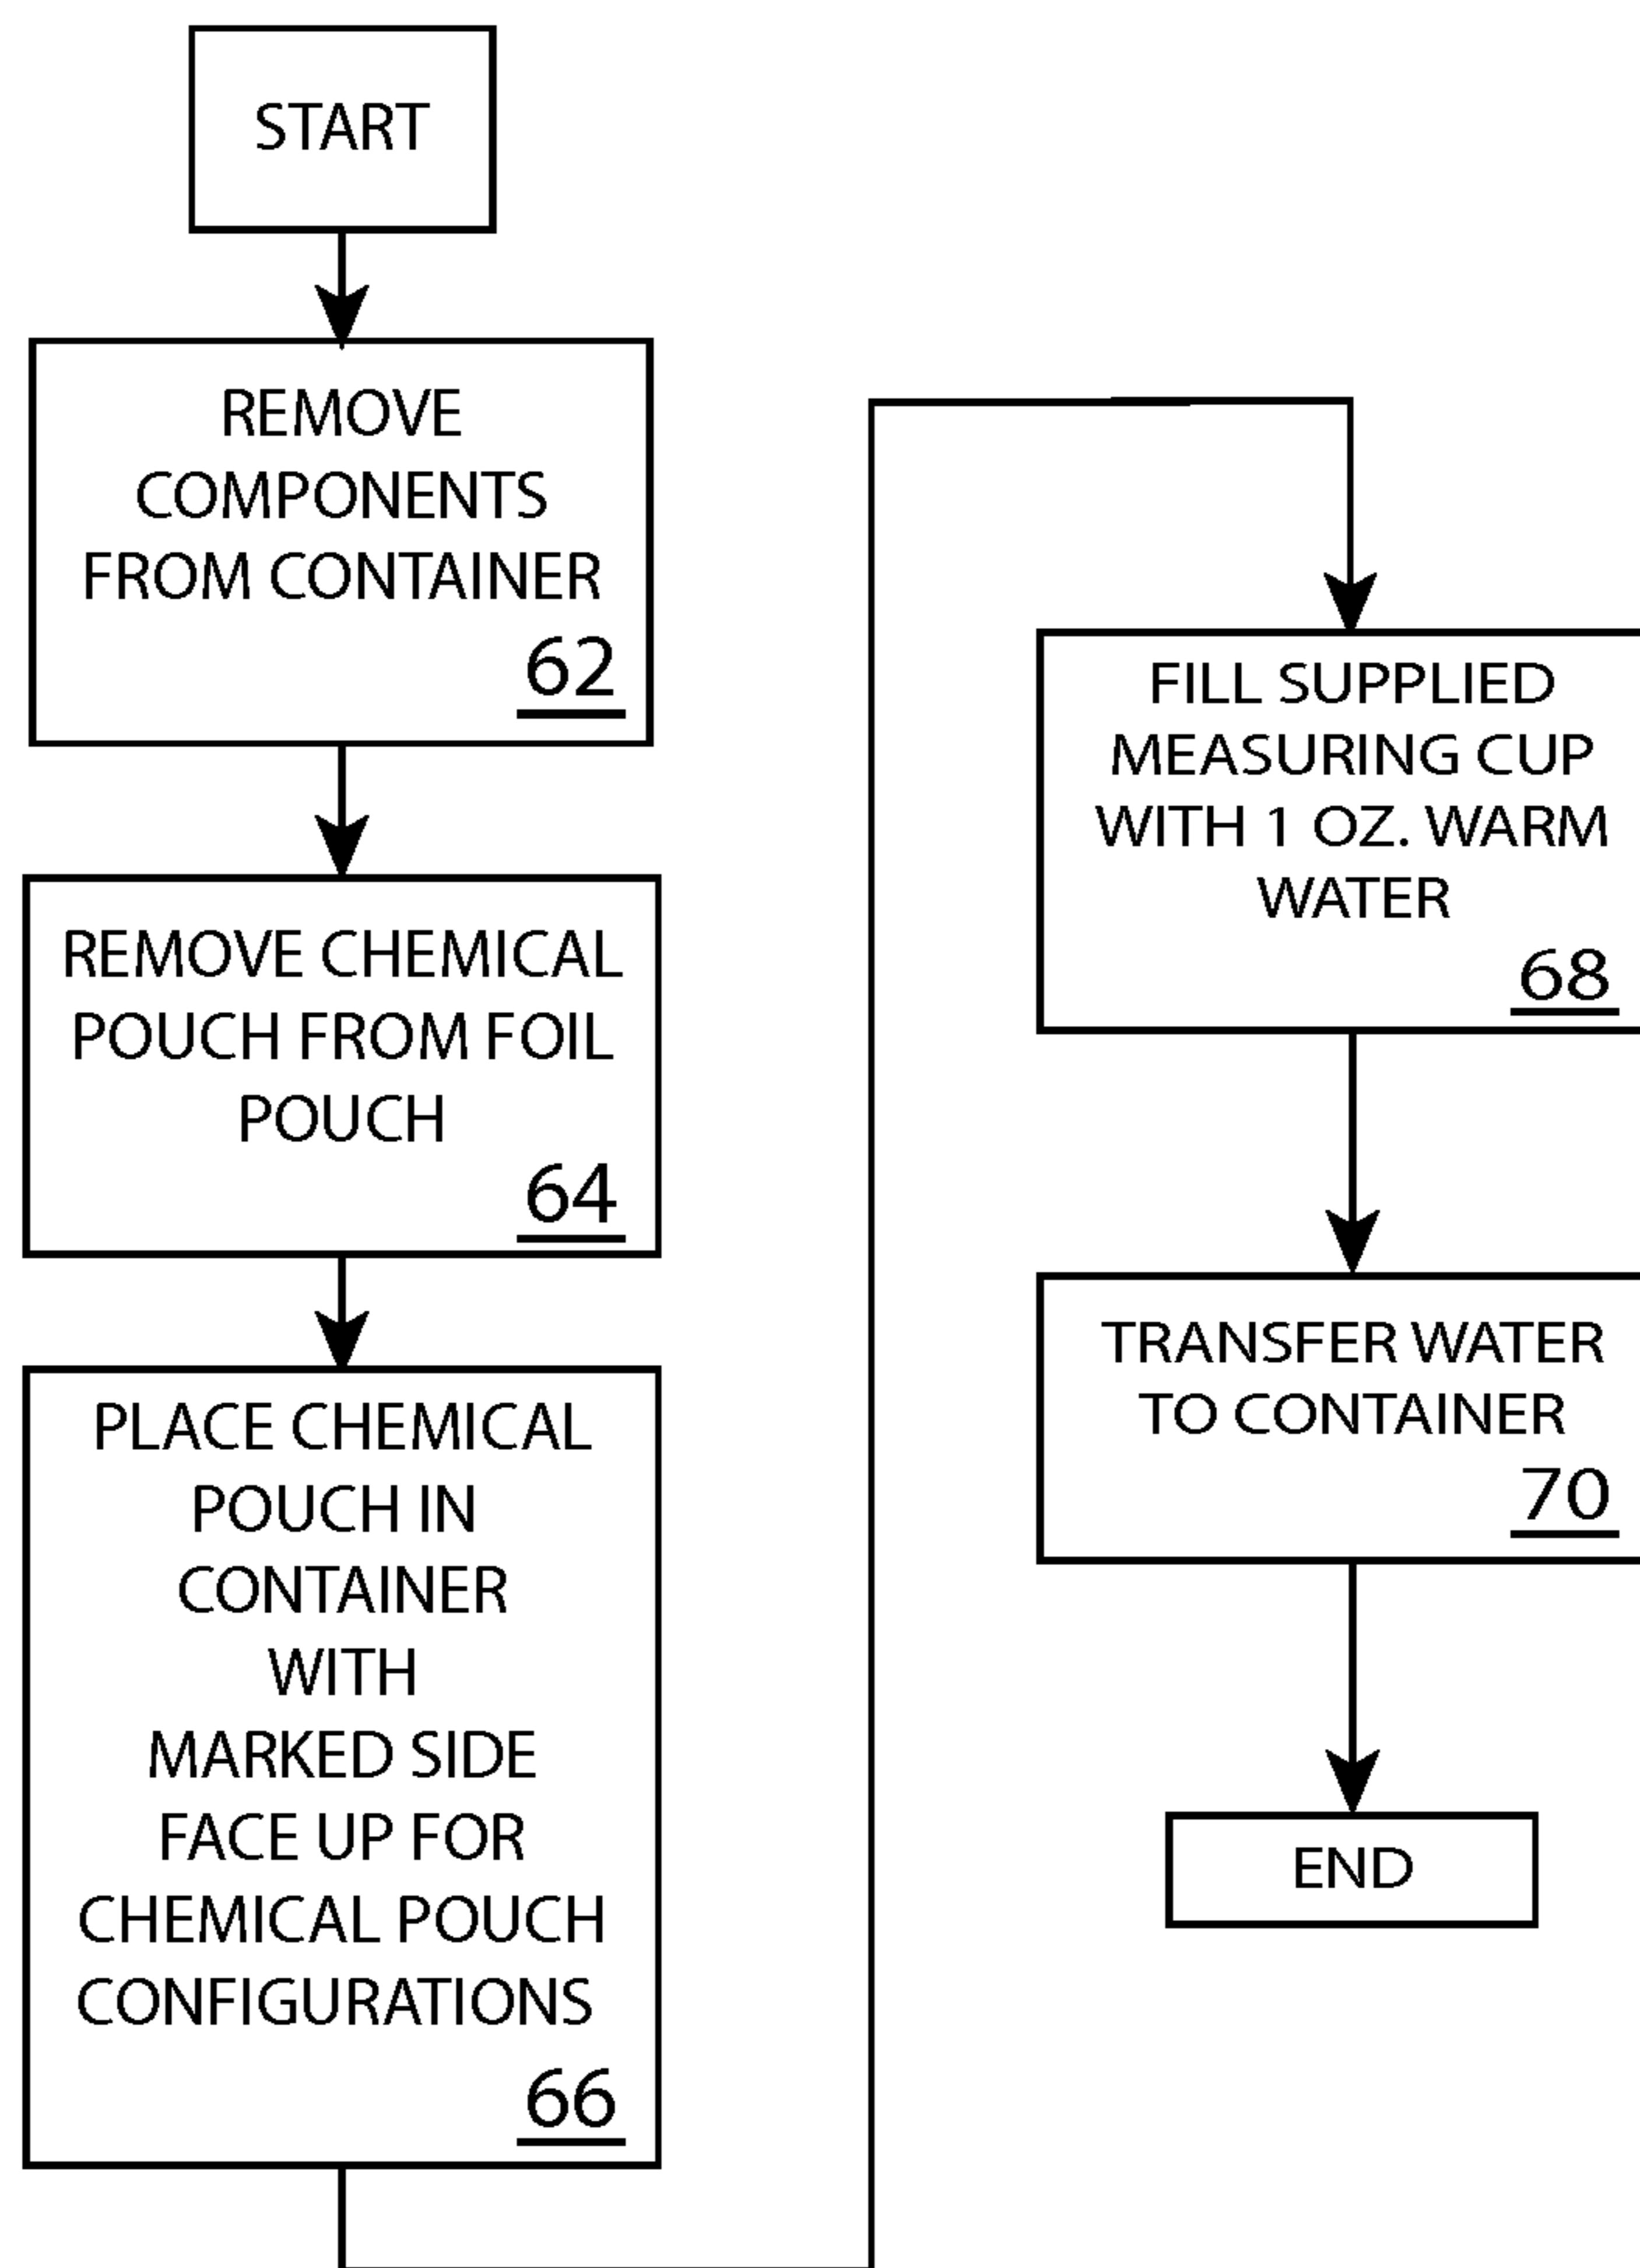 START
REMOVE
COMPONENTS
FROM CONTAINER
62
REMOVE CHEMICAL
POUCH FROM FOIL
POUCH
64
PLACE CHEMICAL
POUCH IN
CONTAINER
WITH
MARKED SIDE
FACE UP FOR
CHEMICAL POUCH
CONFIGURATIONS
66
FILL SUPPLIED
MEASURING CUP
WITH 1 OZ. WARM
WATER
68
TRANSFER WATER
TO CONTAINER
70
END